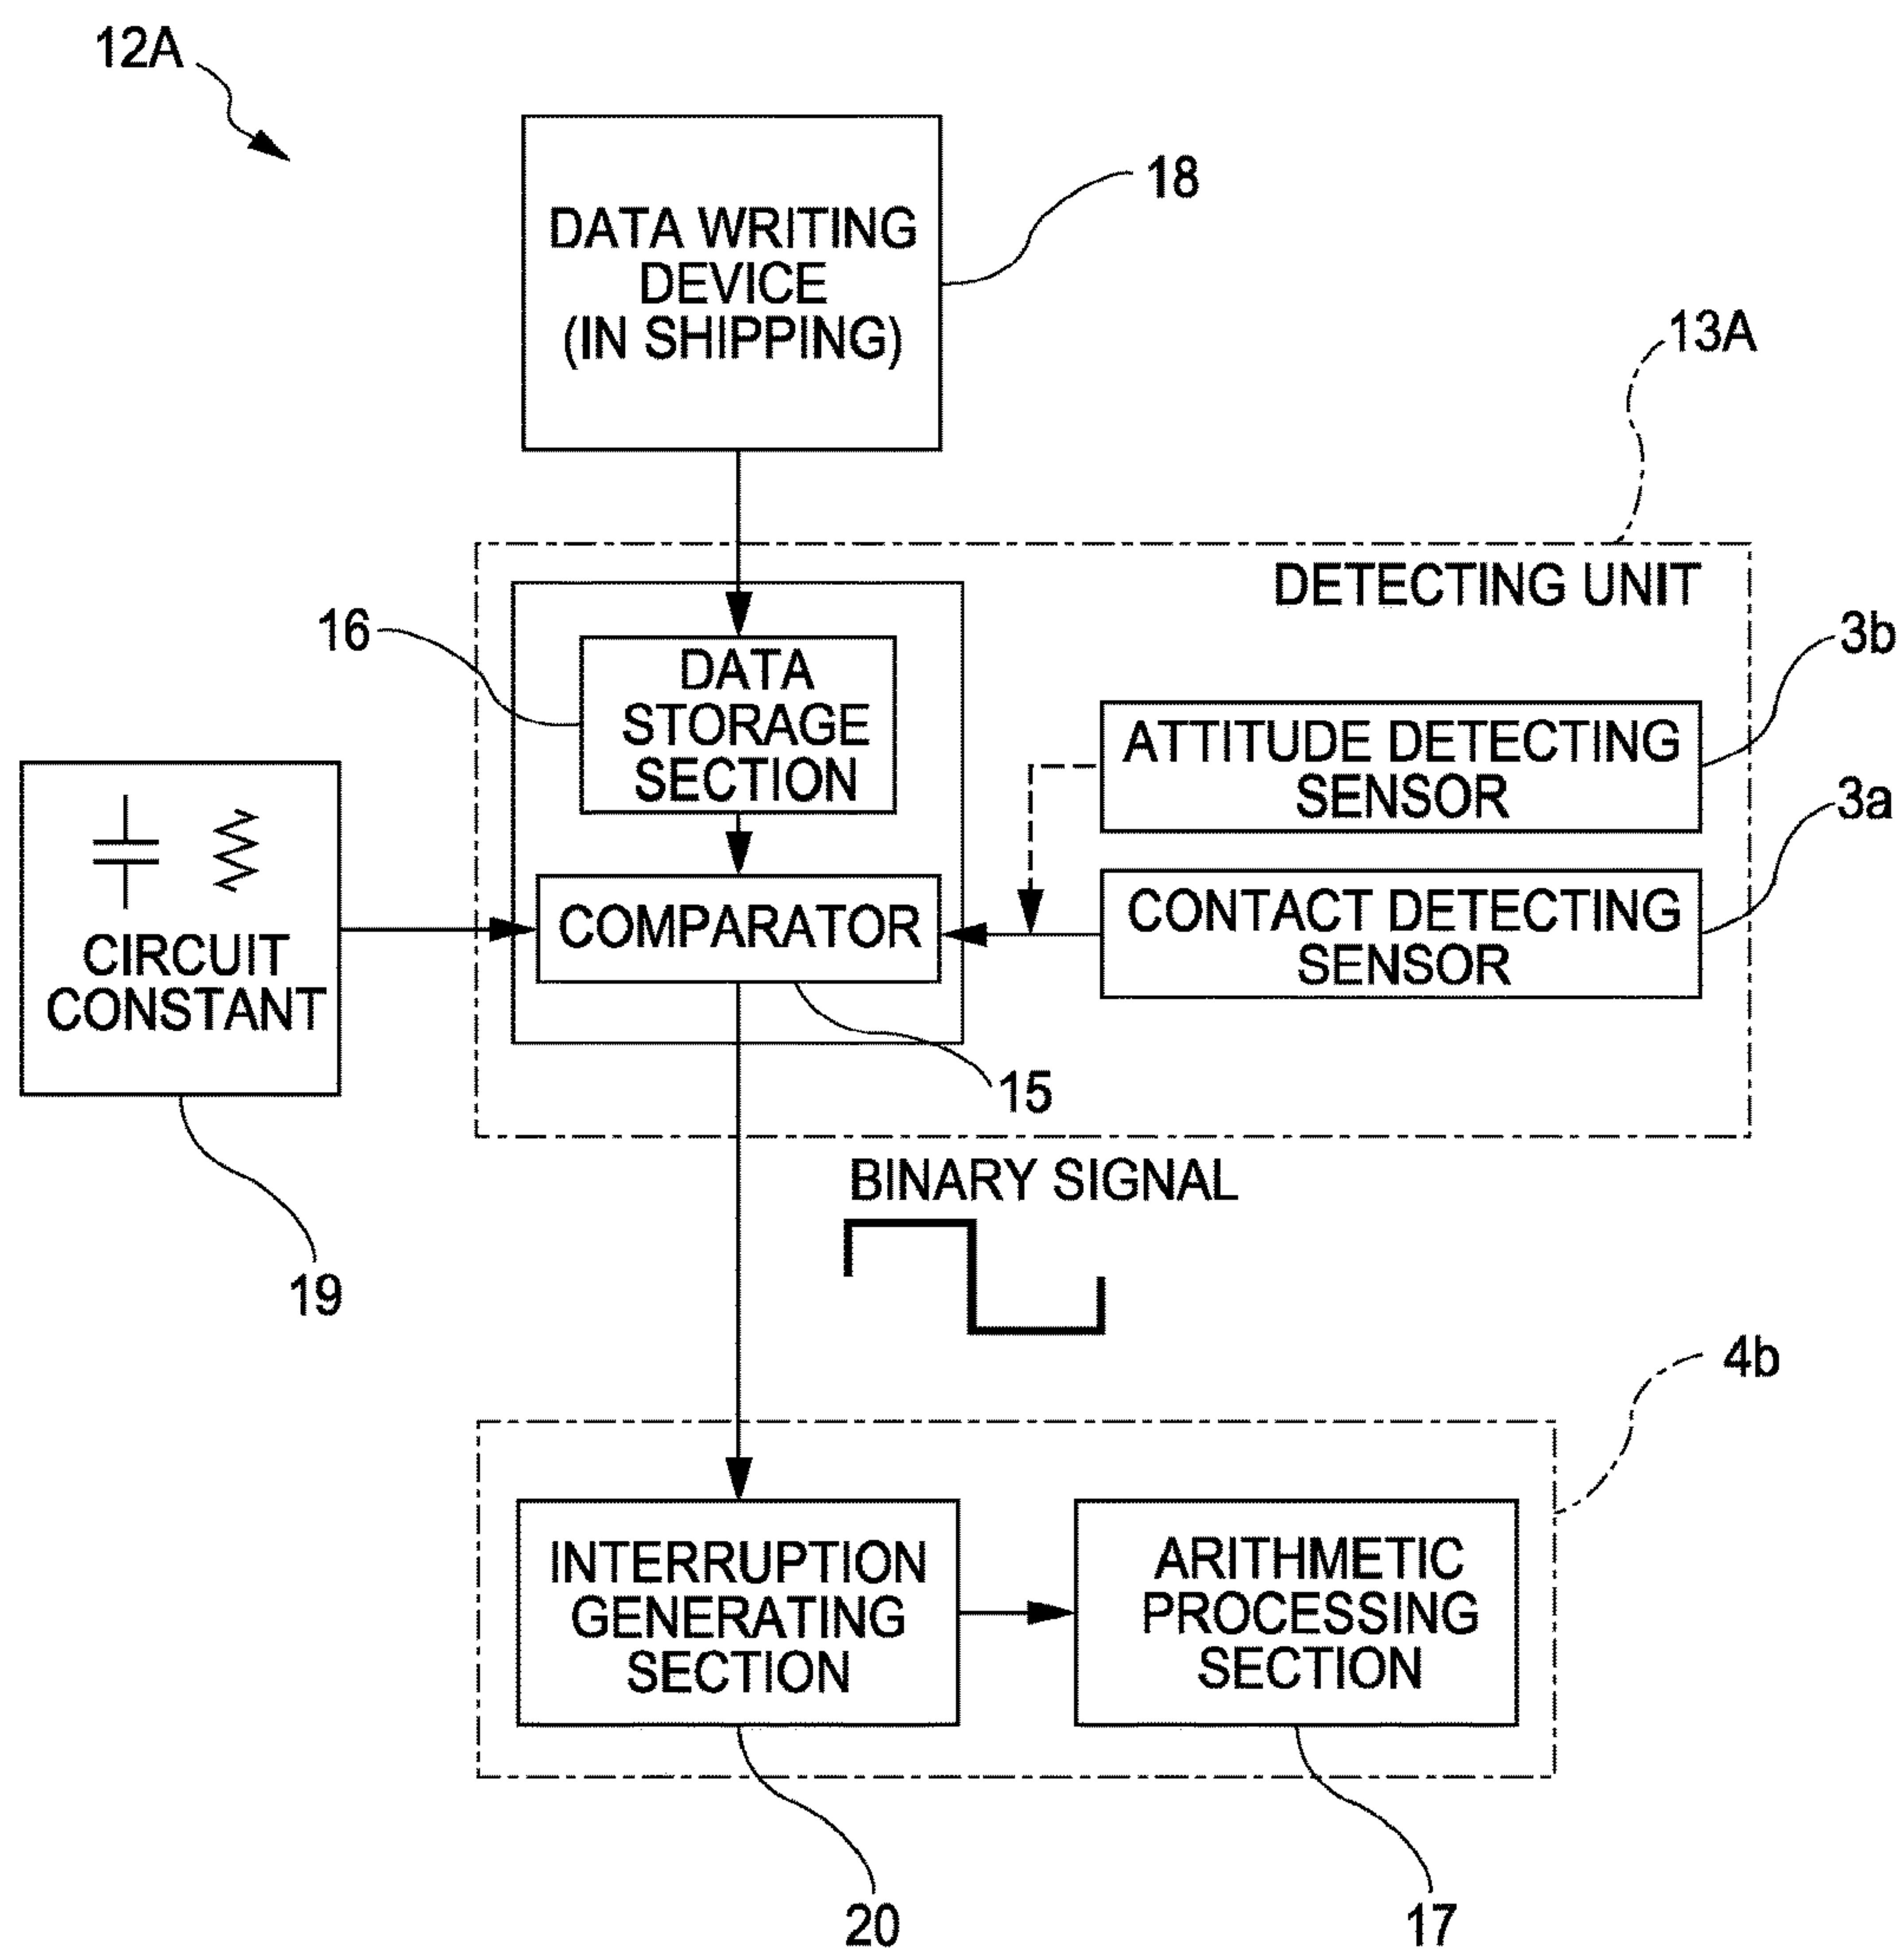 12A
DATA WRITING
DEVICE
(IN SHIPPING)
18
13A
DETECTING UNIT
16
DATA
STORAGE
SECTION
3b
ATTITUDE DETECTING
SENSOR
3a
CONTACT DETECTING
SENSOR
COMPARATOR
CIRCUIT
CONSTANT
15
19
BINARY SIGNAL
4b
INTERRUPTION
GENERATING
SECTION
ARITHMETIC
PROCESSING
SECTION
20
17